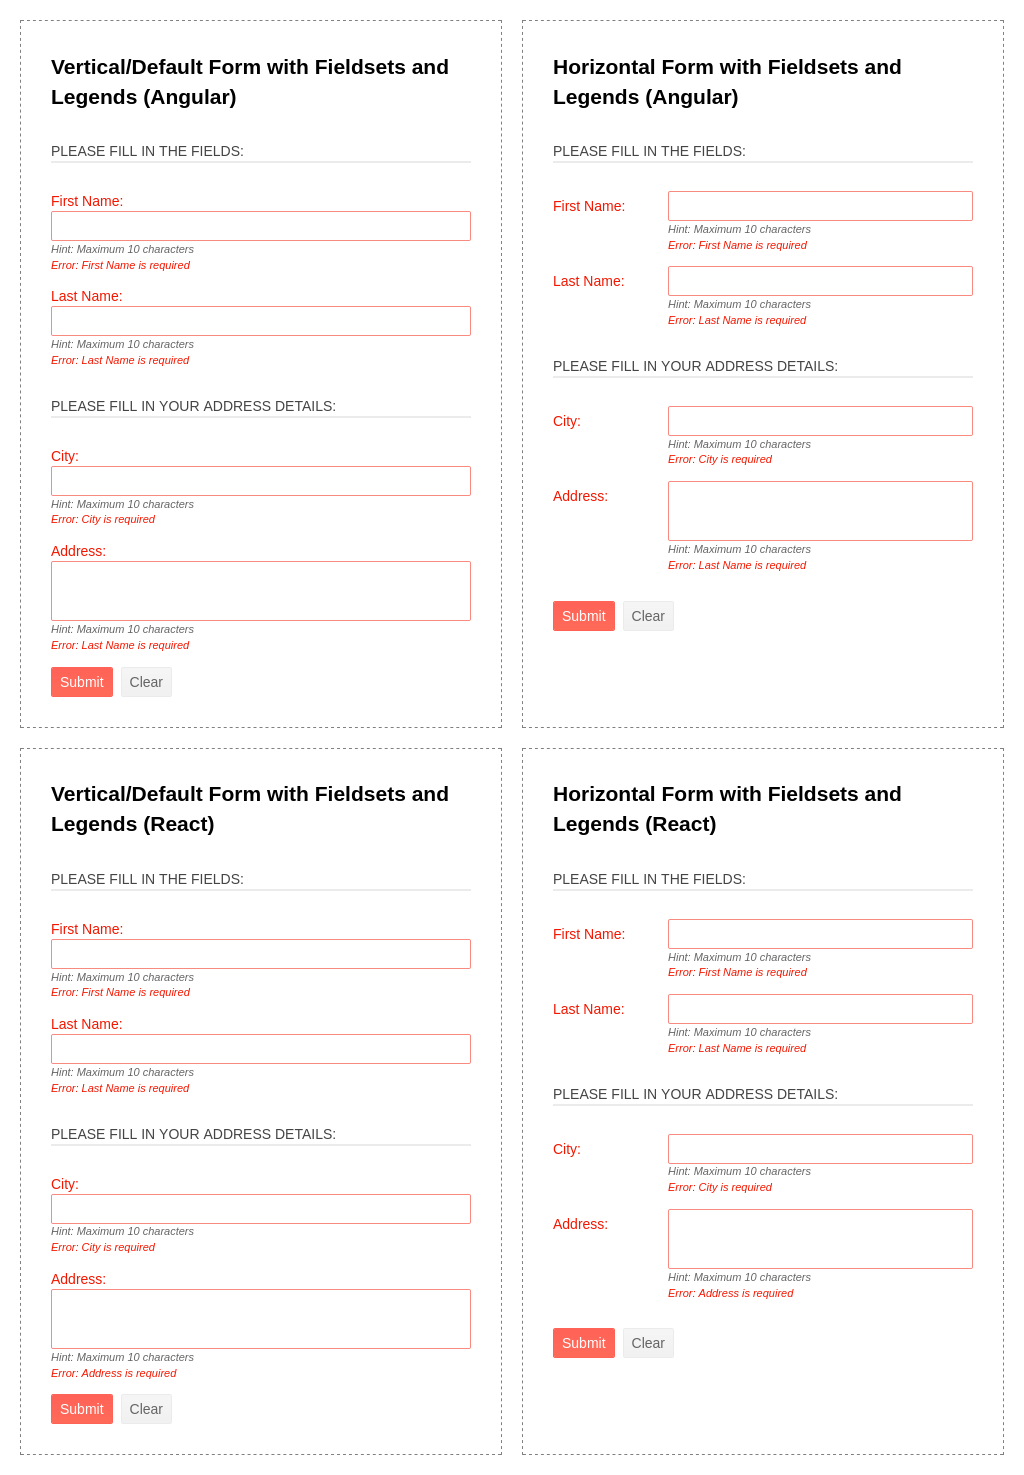 Vertical/Default Form with Fieldsets and
Legends (Angular)
PLEASE FILL IN THE FIELDS:
First Name:
Hint: Maximum 10 characters
Error: First Name is required
Last Name:
Hint: Maximum 10 characters
Error: Last Name is required
PLEASE FILL IN YOUR ADDRESS DETAILS:
City:
Hint: Maximum 10 characters
Error: City is required
Address:
Hint: Maximum 10 characters
Error: Last Name is required
Submit
Clear
Horizontal Form with Fieldsets and
Legends (Angular)
PLEASE FILL IN THE FIELDS:
First Name:
Hint: Maximum 10 characters
Error: First Name is required
Last Name:
Hint: Maximum 10 characters
Error: Last Name is required
PLEASE FILL IN YOUR ADDRESS DETAILS:
City:
Hint: Maximum 10 characters
Error: City is required
Address:
Hint: Maximum 10 characters
Error: Last Name is required
Submit
Clear
Vertical/Default Form with Fieldsets and
Legends (React)
PLEASE FILL IN THE FIELDS:
First Name:
Hint: Maximum 10 characters
Error: First Name is required
Last Name:
Hint: Maximum 10 characters
Error: Last Name is required
PLEASE FILL IN YOUR ADDRESS DETAILS:
City:
Hint: Maximum 10 characters
Error: City is required
Address:
Hint: Maximum 10 characters
Error: Address is required
Submit
Clear
Horizontal Form with Fieldsets and
Legends (React)
PLEASE FILL IN THE FIELDS:
First Name:
Hint: Maximum 10 characters
Error: First Name is required
Last Name:
Hint: Maximum 10 characters
Error: Last Name is required
PLEASE FILL IN YOUR ADDRESS DETAILS:
City:
Hint: Maximum 10 characters
Error: City is required
Address:
Hint: Maximum 10 characters
Error: Address is required
Submit
Clear